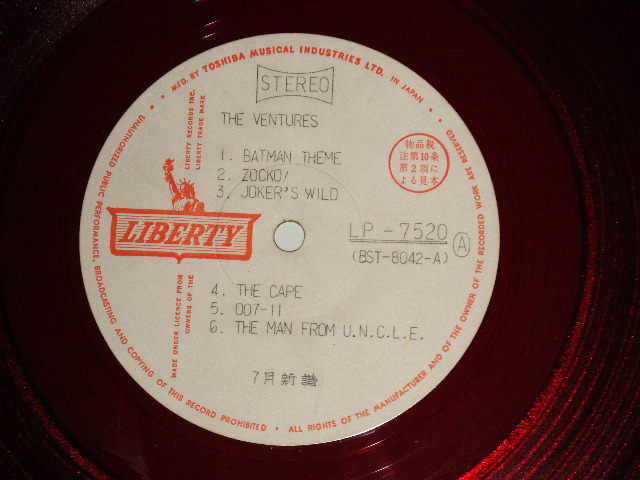 MFD. BY TOSHIBA MUSICAL INDUSTRIES LTD. IN JAPAN
STEREO
THE VENTURES
1. BATMAN THEME
2. ZOCKO/
3. JOKER'S WILD
物品税
法第10条
第2項に
よる見本
LIBERTY RECORDS INC.
LIBERTY TRADE MARK
LIBERTY
LP-7520 A
(BST-8042-A)
MADE UNDER LICENCE FROM
OWNERS OF THE
4. THE CAPE
5. 007-11
6. THE MAN FROM U.N.C.L.E.
7月新譜
UNAUTHORIZED PUBLIC PERFORMANCE, BROADCASTING AND COPYING OF THIS RECORD PROHIBITED • ALL RIGHTS OF THE MANUFACTURER AND OF THE OWNER OF THE RECORDED WORK ARE RESERVED